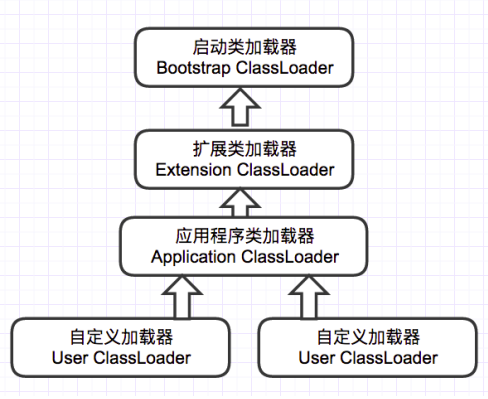 启动类加载器
Bootstrap ClassLoader
扩展类加载器
Extension ClassLoader
应用程序类加载器
Application ClassLoader
自定义加载器
User ClassLoader
自定义加载器
User ClassLoader